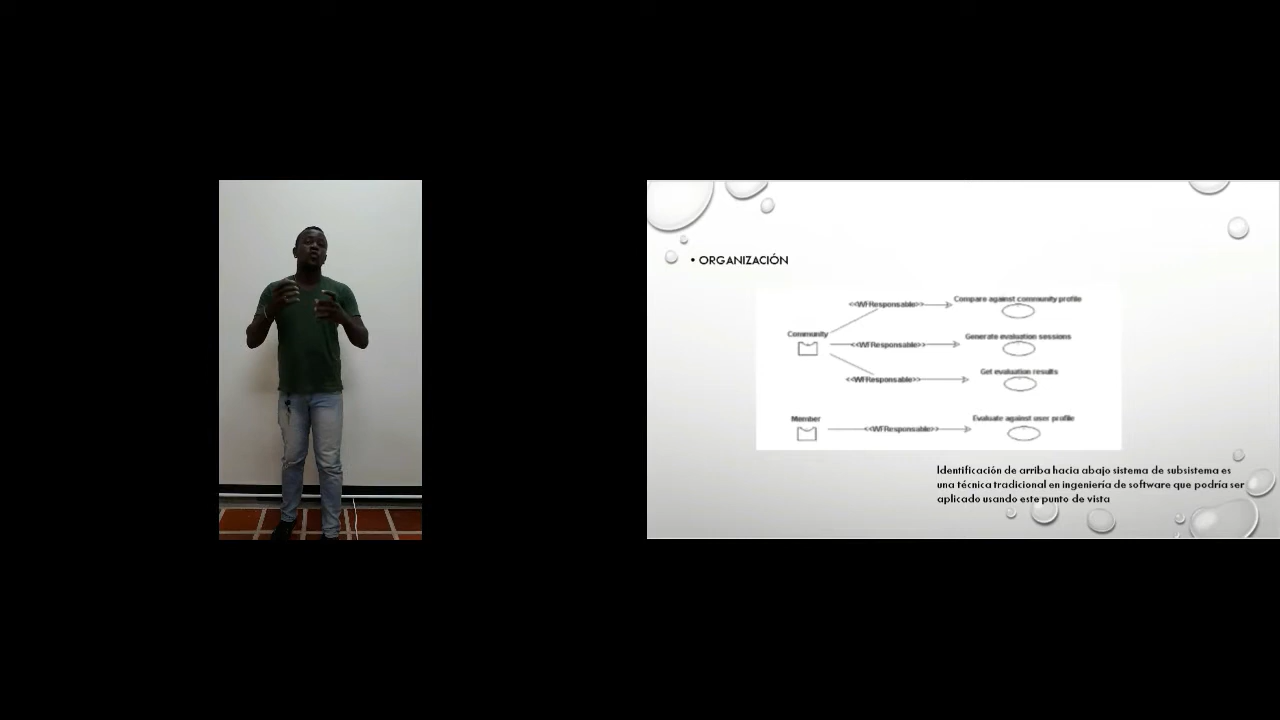 • ORGANIZACIÓN
<<WFResponsable>>
Compare against community profile
Community
<<WFResponsable>>
Generate evaluation sessions
<<WFResponsable>>
Get evaluation results
Member
<<WFResponsable>>
Evaluate against user profile
Identificación de arriba hacia abajo sistema de subsistema es
una técnica tradicional en ingeniería de software que podría ser
aplicado usando este punto de vista